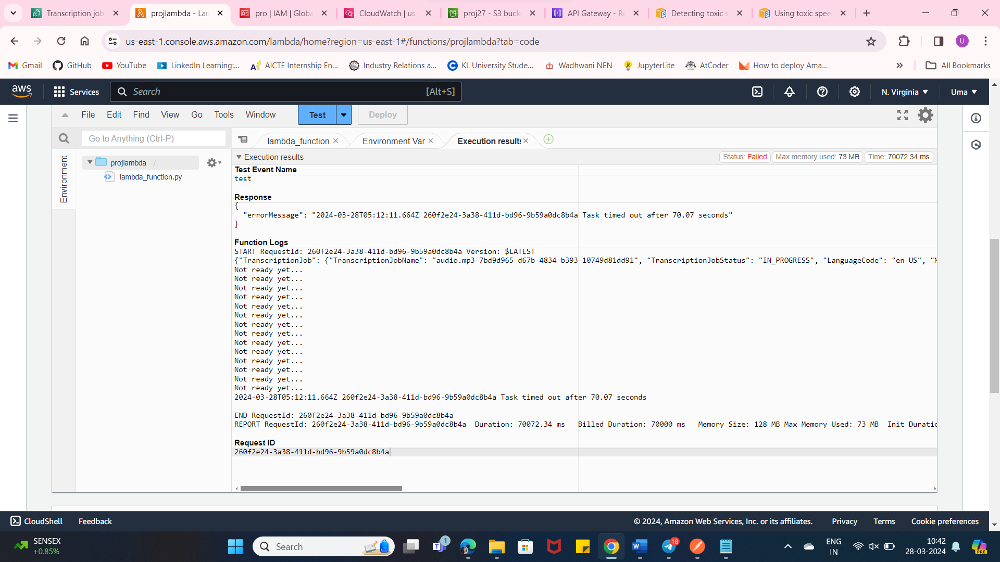 Transcription job
projlambda - Lan
pro | IAM | Globa
CloudWatch | us-
proj27 - S3 buck
API Gateway - Re
Detecting toxic s
Using toxic spee
us-east-1.console.aws.amazon.com/lambda/home?region=us-east-1#/functions/projlambda?tab=code
U
Gmail
GitHub
YouTube
LinkedIn Learning:...
AICTE Internship En...
Industry Relations a...
KL University Stude...
Wadhwani NEN
JupyterLite
AtCoder
How to deploy Ama...
All Bookmarks
aws
Services
Search
[Alt+S]
N. Virginia
Uma
File Edit Find View Go Tools Window
Test
Deploy
Go to Anything (Ctrl-P)
lambda_function.
Environment Var
Execution results
Environment
projlambda - /
lambda_function.py
Execution results
Status: Failed
Max memory used: 73 MB
Time: 70072.34 ms
Test Event Name
test
Response
{
"errorMessage": "2024-03-28T05:12:11.664Z 260f2e24-3a38-411d-bd96-9b59a0dc8b4a Task timed out after 70.07 seconds"
}
Function Logs
START RequestId: 260f2e24-3a38-411d-bd96-9b59a0dc8b4a Version: $LATEST
{"TranscriptionJob": {"TranscriptionJobName": "audio.mp3-7bd9d965-d67b-4834-b393-10749d81dd91", "TranscriptionJobStatus": "IN_PROGRESS", "LanguageCode": "en-US", "M
Not ready yet...
Not ready yet...
Not ready yet...
Not ready yet...
Not ready yet...
Not ready yet...
Not ready yet...
Not ready yet...
Not ready yet...
Not ready yet...
Not ready yet...
Not ready yet...
Not ready yet...
Not ready yet...
2024-03-28T05:12:11.664Z 260f2e24-3a38-411d-bd96-9b59a0dc8b4a Task timed out after 70.07 seconds
END RequestId: 260f2e24-3a38-411d-bd96-9b59a0dc8b4a
REPORT RequestId: 260f2e24-3a38-411d-bd96-9b59a0dc8b4a Duration: 70072.34 ms Billed Duration: 70000 ms Memory Size: 128 MB Max Memory Used: 73 MB Init Duratio
Request ID
260f2e24-3a38-411d-bd96-9b59a0dc8b4a
CloudShell
Feedback
© 2024, Amazon Web Services, Inc. or its affiliates.
Privacy
Terms
Cookie preferences
SENSEX
+0.85%
Search
1
18
ENG
IN
10:42
28-03-2024
PRE